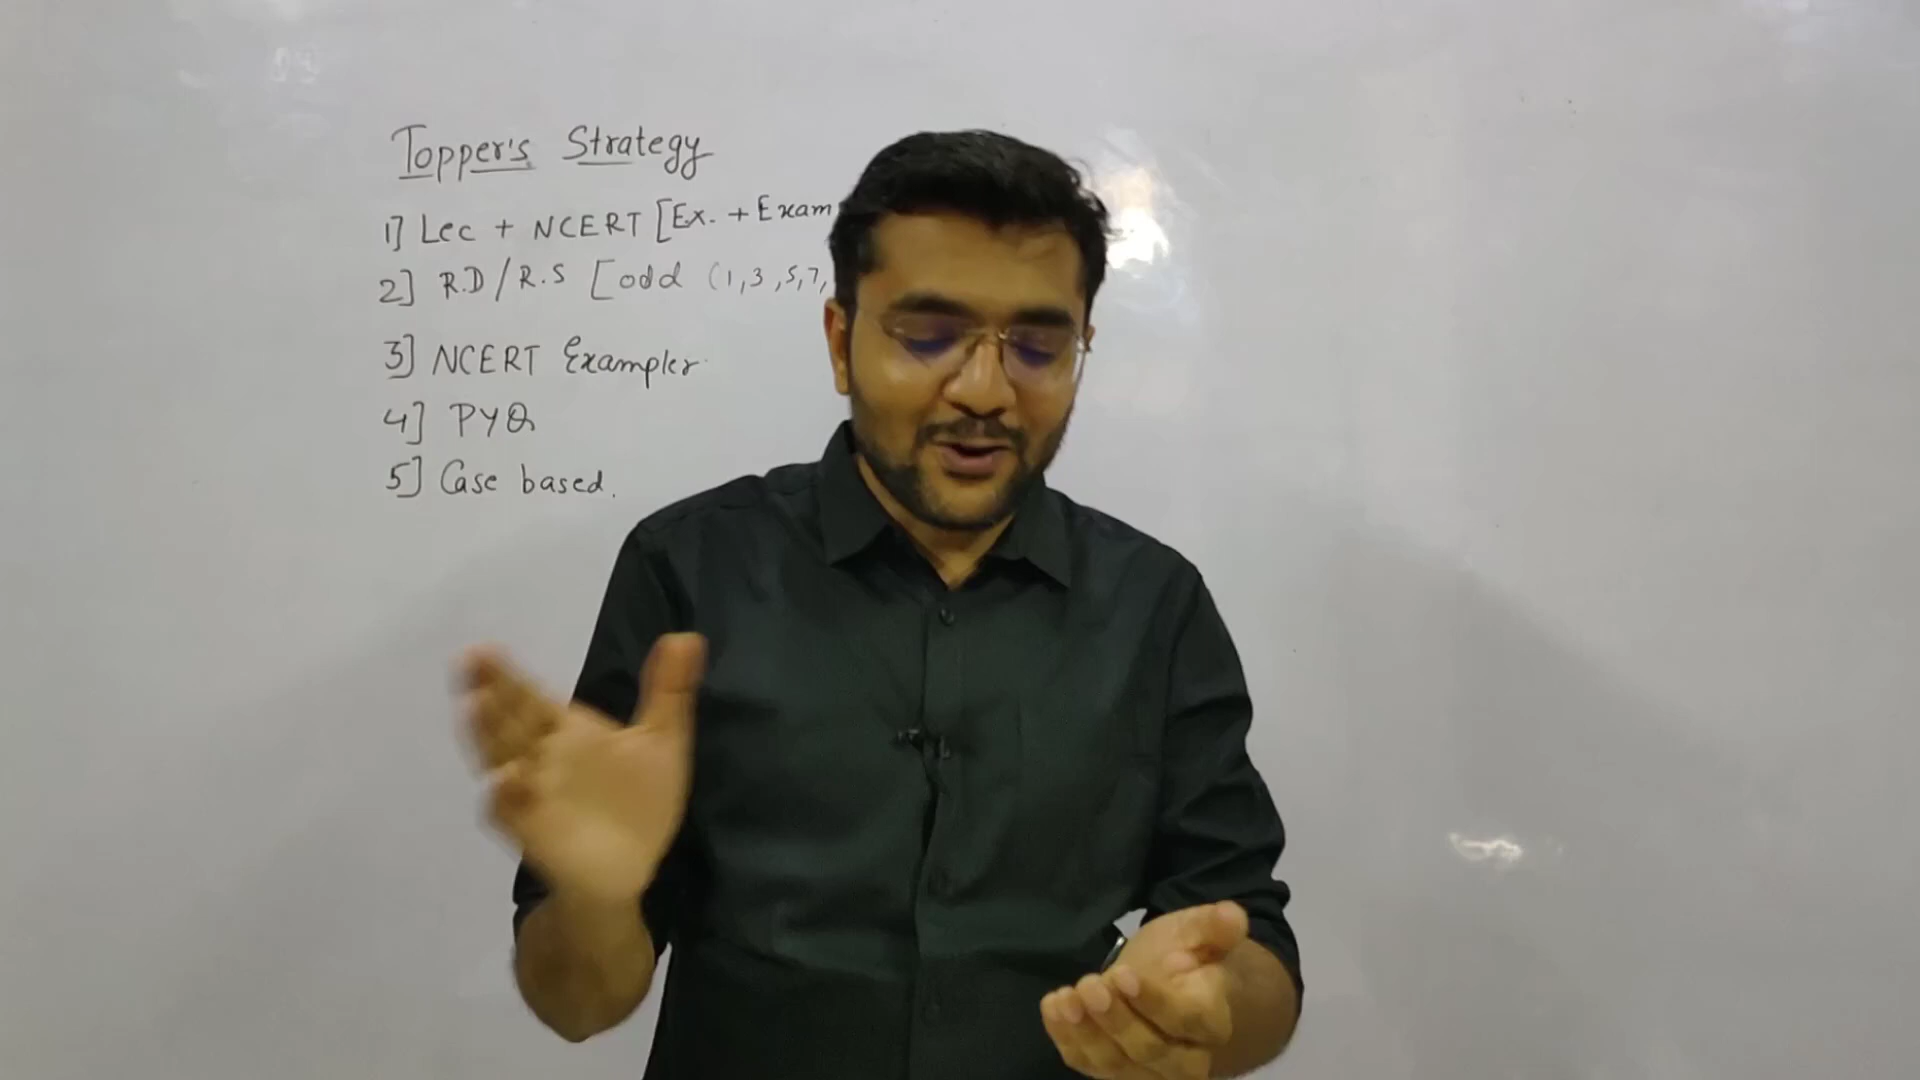 Topper's Strategy
1] Lec + NCERT [Ex. + Exam
2] R.D/R.S [odd (1,3,5,7,
3] NCERT Exampler.
4] PYQ
5] Case based.